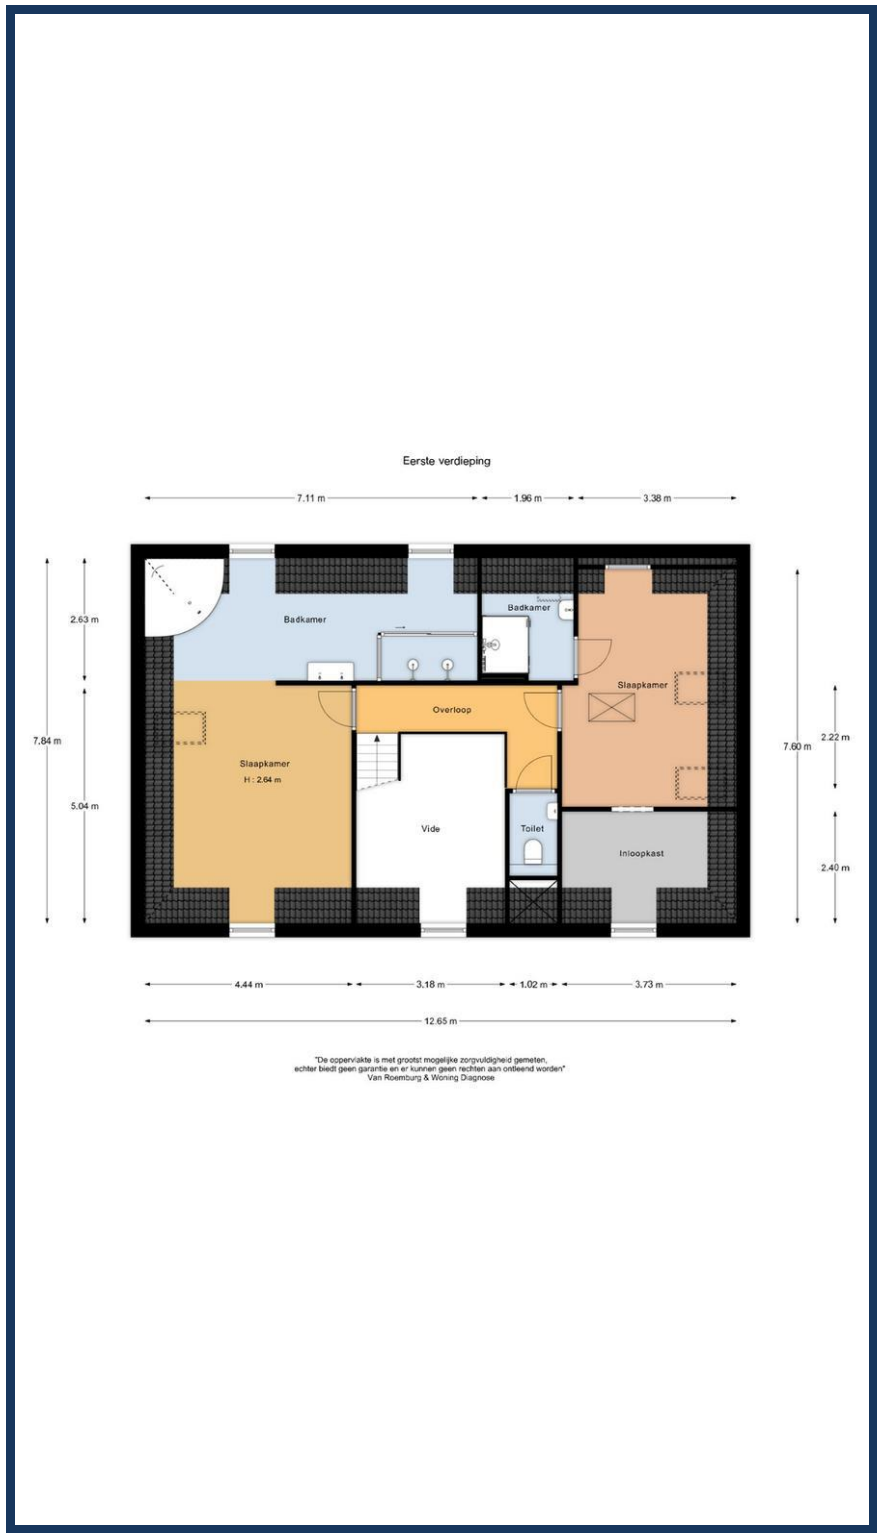 Eerste verdieping
7.11 m
1.96 m
3.38 m
Badkamer
Badkamer
2.63 m
Slaapkamer
Overloop
7.84 m
2.22 m
7.60 m
Slaapkamer
H : 2.64 m
5.04 m
Vide
Toilet
Inloopkast
2.40 m
4.44 m
3.18 m
1.02 m
3.73 m
12.65 m
"De oppervlakte is met grootst mogelijke zorgvuldigheid gemeten,
echter biedt geen garantie en er kunnen geen rechten aan ontleend worden"
Van Roemburg & Woning Diagnose